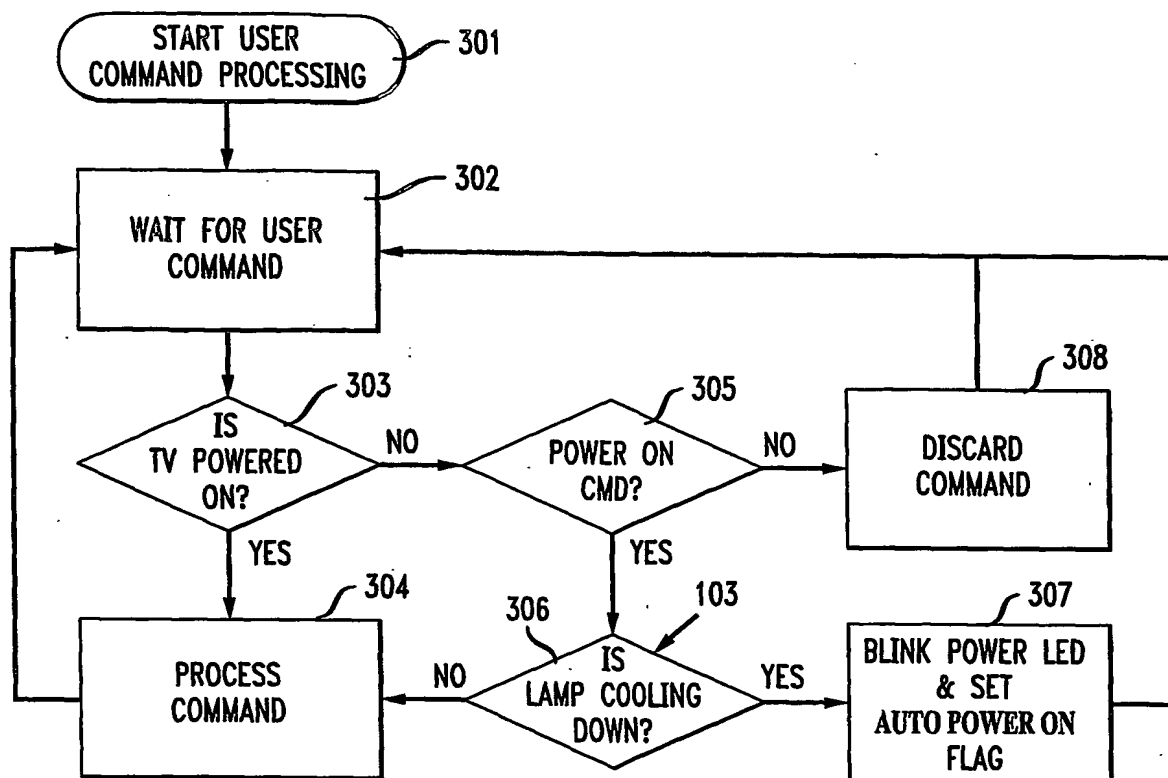 START USER
COMMAND PROCESSING
301
302
WAIT FOR USER
COMMAND
303
IS
TV POWERED
ON?
NO
305
POWER ON
CMD?
NO
308
DISCARD
COMMAND
YES
YES
304
PROCESS
COMMAND
NO
306
103
IS
LAMP COOLING
DOWN?
YES
307
BLINK POWER LED
& SET
AUTO POWER ON
FLAG